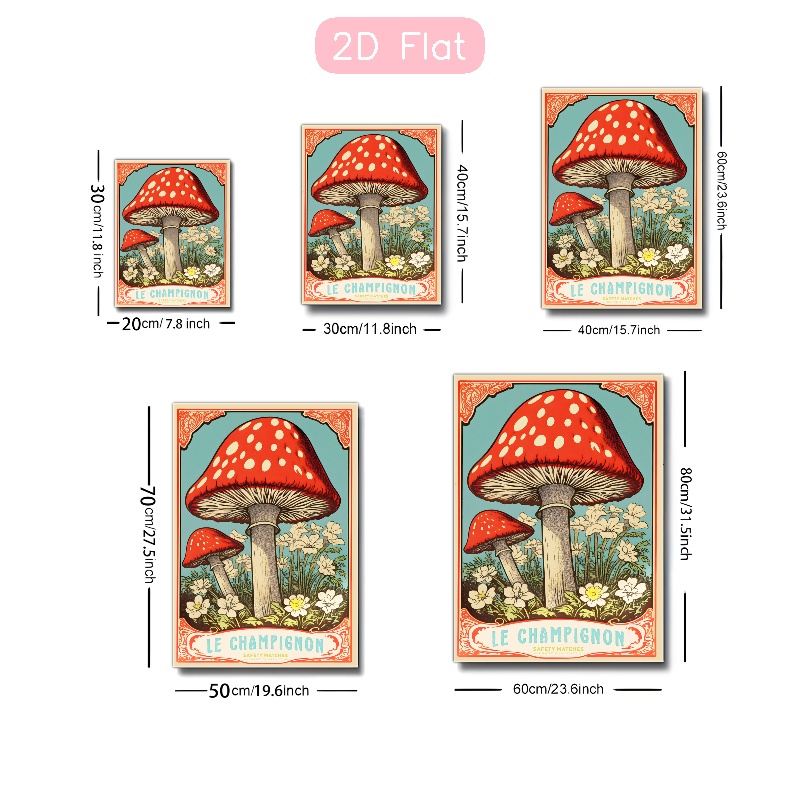 2D Flat
30cm/11.8 inch
LE CHAMPIGNON
20cm/7.8 inch
40cm/15.7inch
LE CHAMPIGNON
SAFETY MATCHES
30cm/11.8inch
60cm/23.6inch
LE CHAMPIGNON
SAFETY MATCHES
40cm/15.7inch
70cm/27.5inch
LE CHAMPIGNON
SAFETY MATCHES
50cm/19.6inch
80cm/31.5inch
LE CHAMPIGNON
SAFETY MATCHES
60cm/23.6inch